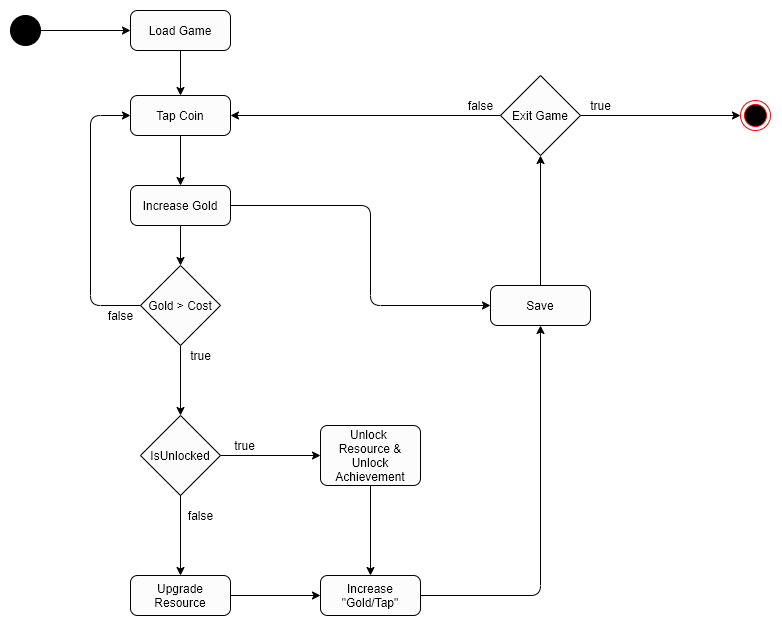 Load Game
false
true
Tap Coin
Exit Game
Increase Gold
Gold > Cost
Save
false
true
IsUnlocked
true
Unlock
Resource &
Unlock
Achievement
false
Upgrade
Resource
Increase
"Gold/Tap"